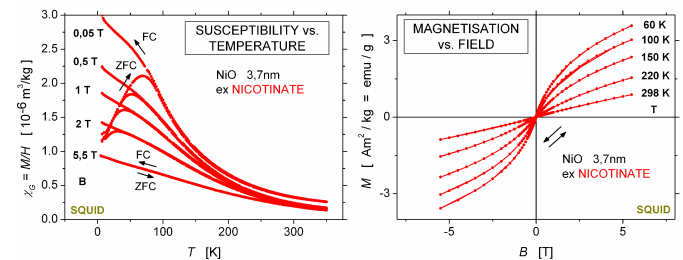 SUSCEPTIBILITY vs.
TEMPERATURE
NiO 3,7nm
ex NICOTINATE
0,05 T
0,5 T
1 T
2 T
5,5 T
FC
ZFC
FC
ZFC
B
SQUID
χG = M/H [ 10-6 m3/kg ]
3.0
2.5
2.0
1.5
1.0
0.5
0.0
0 100 200 300
T [K]
MAGNETISATION
vs. FIELD
60 K
100 K
150 K
220 K
298 K
T
NiO 3,7nm
ex NICOTINATE
SQUID
M [ Am2 / kg = emu / g ]
3
0
-3
-5 0 5
B [T]